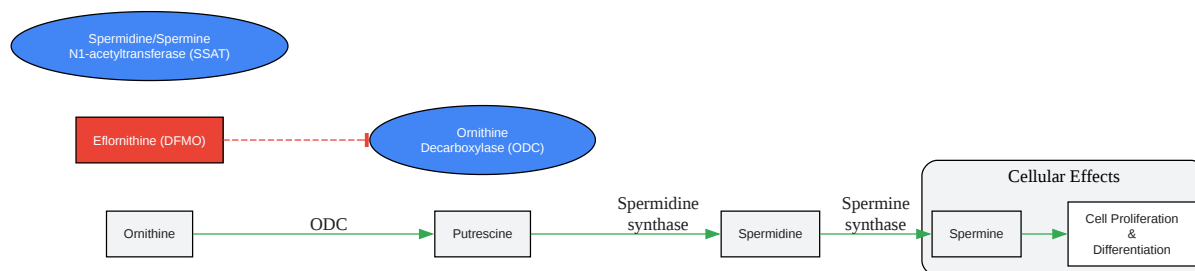 Spermidine/Spermine
N1-acetyltransferase (SSAT)
Eflornithine (DFMO)
Ornithine
Decarboxylase (ODC)
Cellular Effects
Ornithine
ODC
Putrescine
Spermidine
synthase
Spermidine
Spermine
synthase
Spermine
Cell Proliferation
&
Differentiation